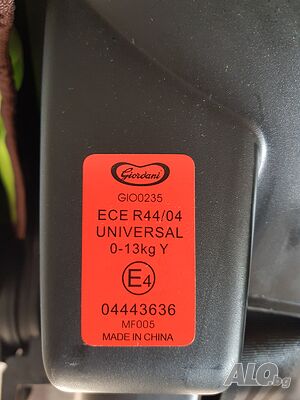 Giordani
GIO0235
ECE R44/04
UNIVERSAL
0-13kg Y
E4
04443636
MF005
MADE IN CHINA
ALO.bg